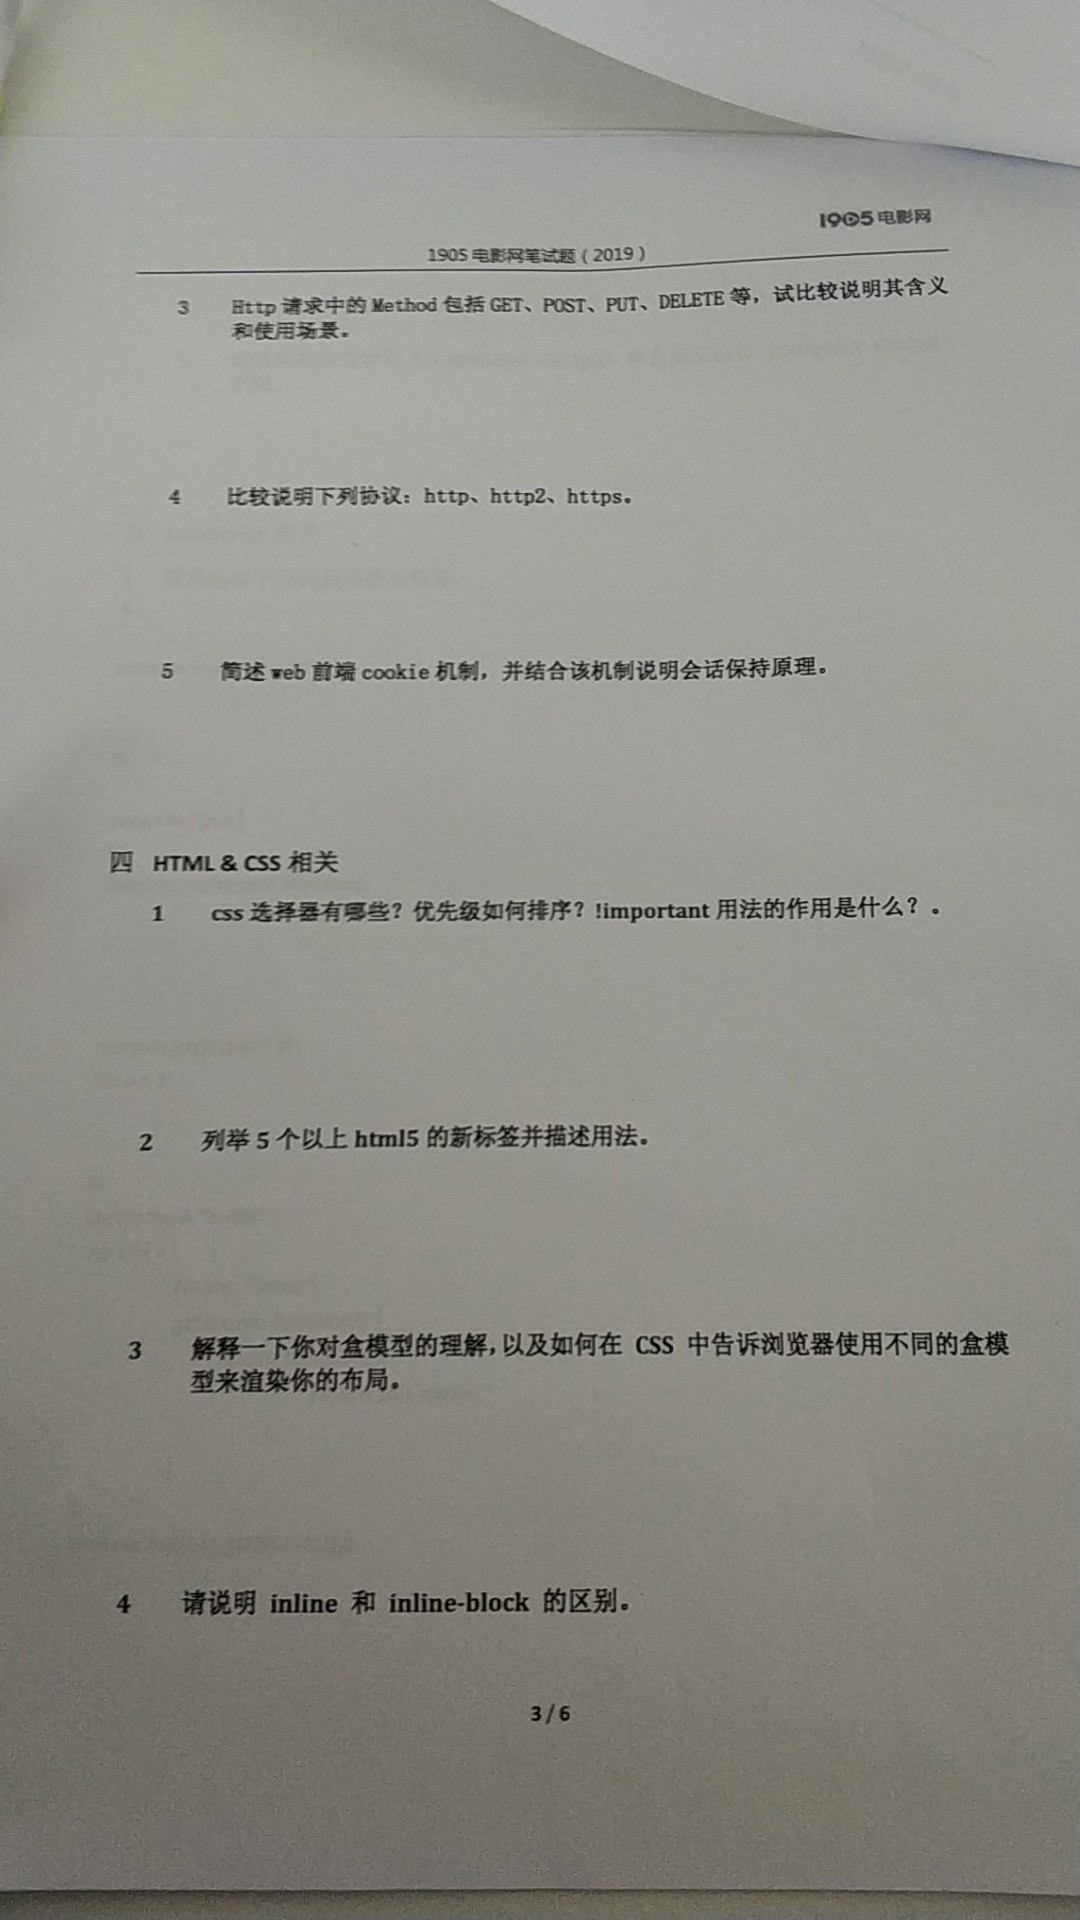 1905电影网
1905 电影网笔试题（2019）
3 Http 请求中的 Method 包括 GET、POST、PUT、DELETE 等，试比较说明其含义
和使用场景。
4 比较说明下列协议：http、http2、https。
5 简述 web 前端 cookie 机制，并结合该机制说明会话保持原理。
四 HTML & CSS 相关
1 css 选择器有哪些？优先级如何排序？!important 用法的作用是什么？。
2 列举 5 个以上 html5 的新标签并描述用法。
3 解释一下你对盒模型的理解，以及如何在 CSS 中告诉浏览器使用不同的盒模
型来渲染你的布局。
4 请说明 inline 和 inline-block 的区别。
3 / 6